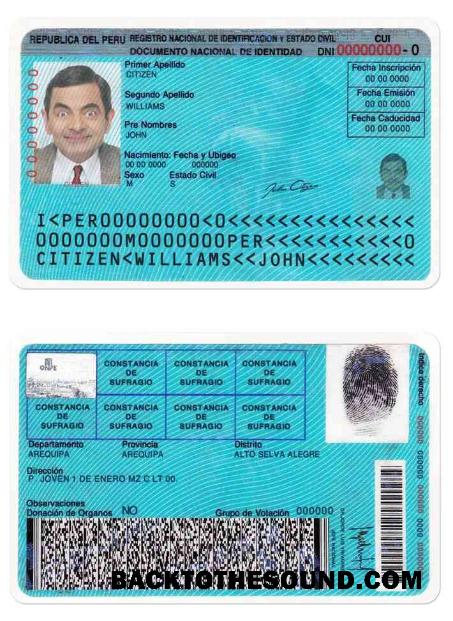 REPUBLICA DEL PERU REGISTRO NACIONAL DE IDENTIFICACION Y ESTADO CIVIL CUI
DOCUMENTO NACIONAL DE IDENTIDAD DNI 00000000 - 0
Primer Apellido
CITIZEN
Segundo Apellido
WILLIAMS
Pre Nombres
JOHN
Nacimiento: Fecha y Ubigeo
00 00 0000 000000
Sexo Estado Civil
M S
Fecha Inscripción
00 00 0000
Fecha Emisión
00 00 0000
Fecha Caducidad
00 00 0000
I<PER00000000<0<<<<<<<<<<<<<<<
0000000M0000000PER<<<<<<<<<<<0
CITIZEN<WILLIAMS<<JOHN<<<<<<<<
ONPE
CONSTANCIA DE SUFRAGIO
CONSTANCIA DE SUFRAGIO
CONSTANCIA DE SUFRAGIO
CONSTANCIA DE SUFRAGIO
CONSTANCIA DE SUFRAGIO
CONSTANCIA DE SUFRAGIO
CONSTANCIA DE SUFRAGIO
Indice derecho
Departamento Provincia Distrito
AREQUIPA AREQUIPA ALTO SELVA ALEGRE
Dirección
P. JOVEN 1 DE ENERO MZ C LT 00
Observaciones
Donación de Organos NO Grupo de Votación 000000
BACKTOTHESOUND.COM